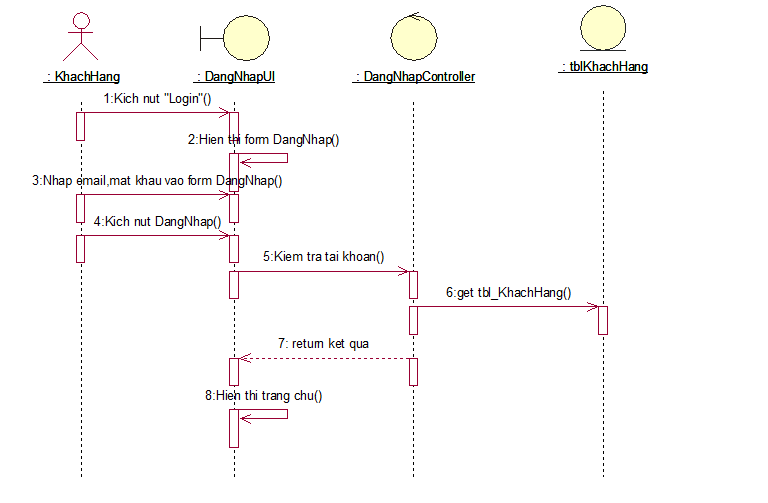 : KhachHang
: DangNhapUI
: DangNhapController
: tblKhachHang
1:Kich nut "Login"()
2:Hien thi form DangNhap()
3:Nhap email,mat khau vao form DangNhap()
4:Kich nut DangNhap()
5:Kiem tra tai khoan()
6:get tbl_KhachHang()
7: return ket qua
8:Hien thi trang chu()